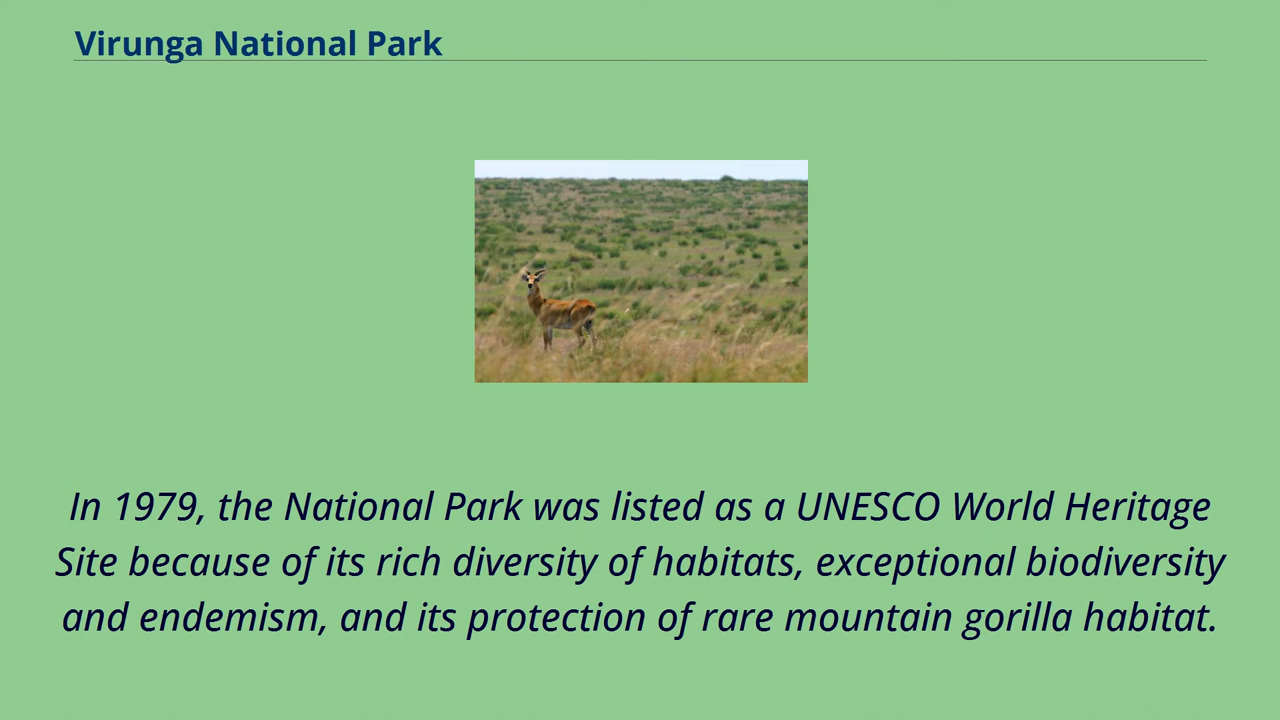 Virunga National Park
In 1979, the National Park was listed as a UNESCO World Heritage
Site because of its rich diversity of habitats, exceptional biodiversity
and endemism, and its protection of rare mountain gorilla habitat.